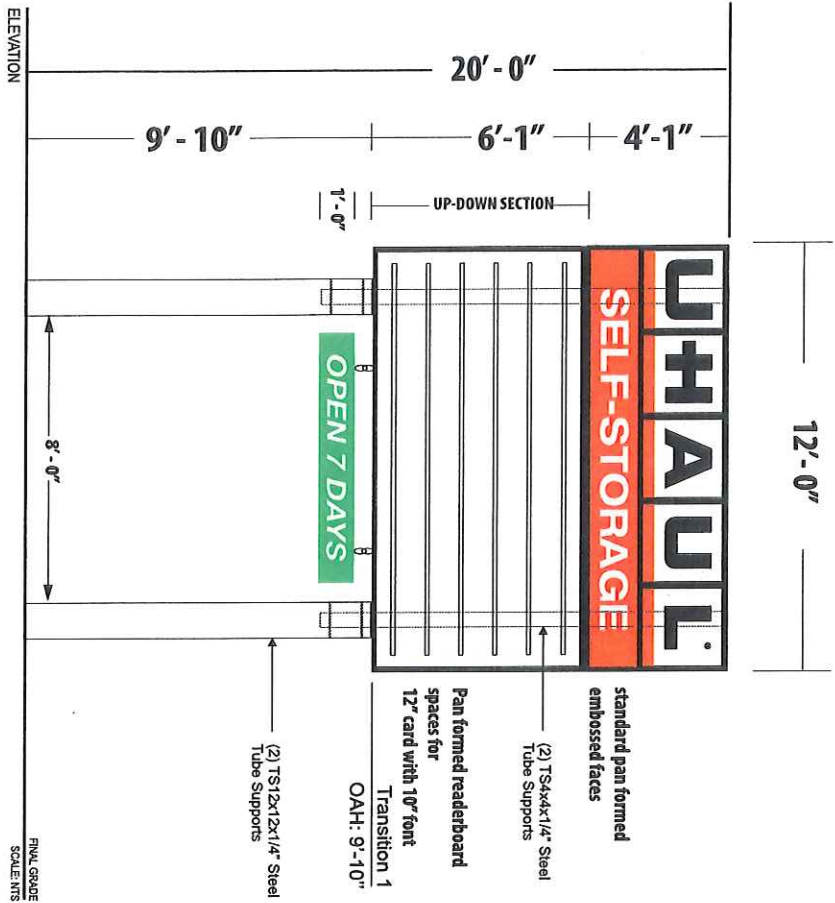 12'-0"
20'-0"
4'-1"
6'-1"
9'-10"
UP-DOWN SECTION
1'-0"
U-HAUL
SELF-STORAGE
OPEN 7 DAYS
8'-0"
standard pan formed
embossed faces
(2) TS4x4x1/4" Steel
Tube Supports
Pan formed readerboard
spaces for
12" card with 10" font
Transition 1
OAH: 9'-10"
(2) TS12x12x1/4" Steel
Tube Supports
ELEVATION
FINAL GRADE
SCALE: NTS